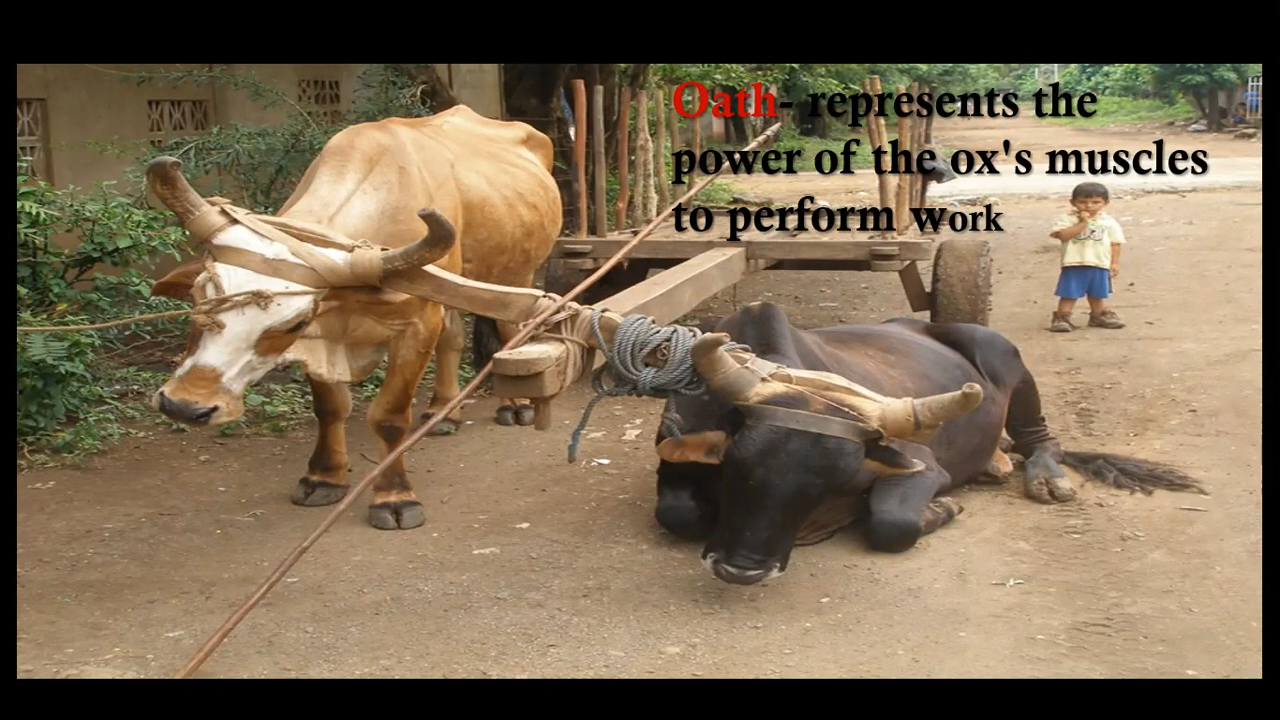 Oath- represents the
power of the ox's muscles
to perform work